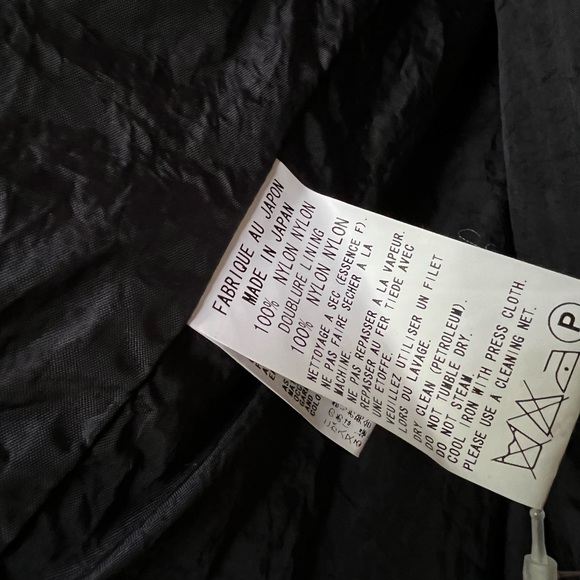 FABRIQUE AU JAPON
MADE IN JAPAN
100% NYLON NYLON
DOUBLURE LINING
100% NYLON NYLON
NETTOYAGE A SEC (ESSENCE F).
NE PAS FAIRE SECHER A LA
MACHINE.
NE PAS REPASSER A LA VAPEUR.
REPASSER AU FER TIEDE AVEC
UNE ETOFFE.
VEUILLEZ UTILISER UN FILET
LORS DU LAVAGE.
DRY CLEAN (PETROLEUM).
DO NOT TUMBLE DRY.
DO NOT STEAM.
COOL IRON WITH PRESS CLOTH.
PLEASE USE A CLEANING NET.
P